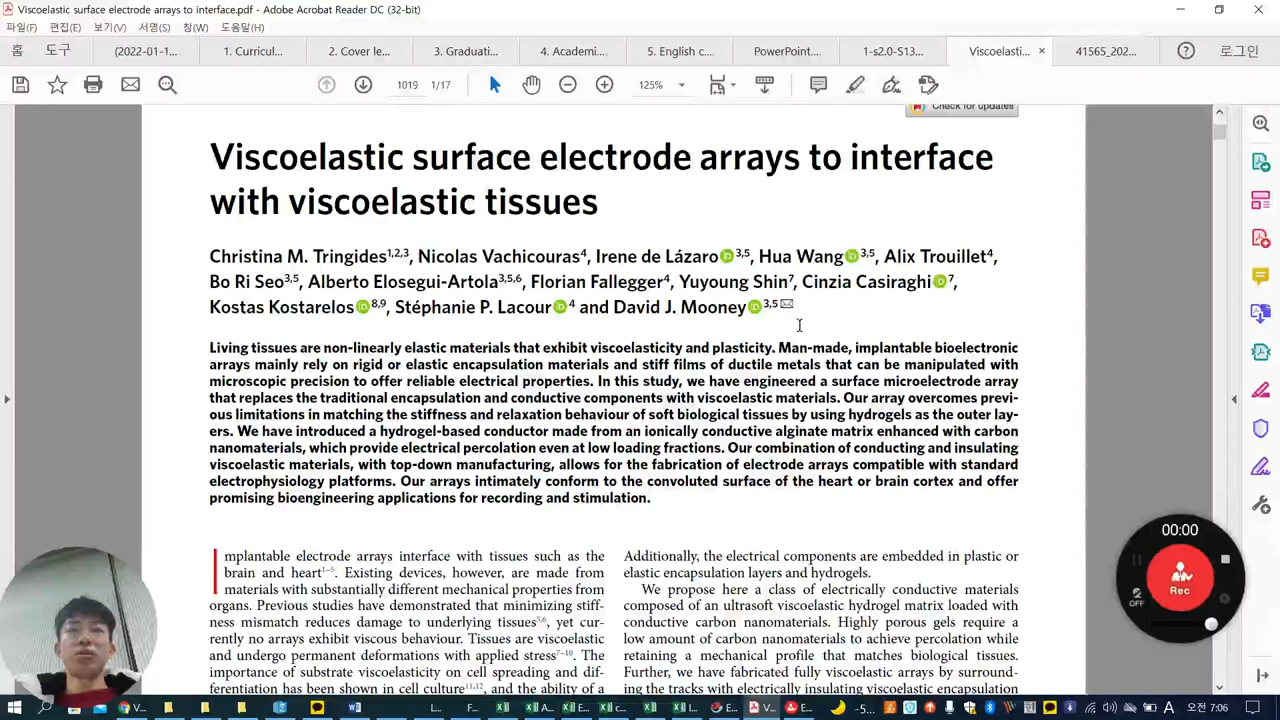 Viscoelastic surface electrode arrays to interface.pdf - Adobe Acrobat Reader DC (32-bit)
파일(F) 편집(E) 보기(V) 서명(S) 창(W) 도움말(H)
홈 도구 (2022-01-1... 1. Curricul... 2. Cover le... 3. Graduati... 4. Academi... 5. English c... PowerPoint... 1-s2.0-S13... Viscoelasti... × 41565_202... 로그인
1019 1/17 125%
Check for updates
Viscoelastic surface electrode arrays to interface
with viscoelastic tissues
Christina M. Tringides1,2,3, Nicolas Vachicouras4, Irene de Lázaro 3,5, Hua Wang 3,5, Alix Trouillet4,
Bo Ri Seo3,5, Alberto Elosegui-Artola3,5,6, Florian Fallegger4, Yuyoung Shin7, Cinzia Casiraghi 7,
Kostas Kostarelos 8,9, Stéphanie P. Lacour 4 and David J. Mooney 3,5
Living tissues are non-linearly elastic materials that exhibit viscoelasticity and plasticity. Man-made, implantable bioelectronic
arrays mainly rely on rigid or elastic encapsulation materials and stiff films of ductile metals that can be manipulated with
microscopic precision to offer reliable electrical properties. In this study, we have engineered a surface microelectrode array
that replaces the traditional encapsulation and conductive components with viscoelastic materials. Our array overcomes previ-
ous limitations in matching the stiffness and relaxation behaviour of soft biological tissues by using hydrogels as the outer lay-
ers. We have introduced a hydrogel-based conductor made from an ionically conductive alginate matrix enhanced with carbon
nanomaterials, which provide electrical percolation even at low loading fractions. Our combination of conducting and insulating
viscoelastic materials, with top-down manufacturing, allows for the fabrication of electrode arrays compatible with standard
electrophysiology platforms. Our arrays intimately conform to the convoluted surface of the heart or brain cortex and offer
promising bioengineering applications for recording and stimulation.
Implantable electrode arrays interface with tissues such as the
brain and heart1–5. Existing devices, however, are made from
materials with substantially different mechanical properties from
organs. Previous studies have demonstrated that minimizing stiff-
ness mismatch reduces damage to underlying tissues5,6, yet cur-
rently no arrays exhibit viscous behaviour. Tissues are viscoelastic
and undergo permanent deformations with applied stress7–10. The
importance of substrate viscoelasticity on cell spreading and dif-
ferentiation has been shown in cell culture11,12, and the ability of a
Additionally, the electrical components are embedded in plastic or
elastic encapsulation layers and hydrogels.
We propose here a class of electrically conductive materials
composed of an ultrasoft viscoelastic hydrogel matrix loaded with
conductive carbon nanomaterials. Highly porous gels require a
low amount of carbon nanomaterials to achieve percolation while
retaining a mechanical profile that matches biological tissues.
Further, we have fabricated fully viscoelastic arrays by surround-
ing the tracks with electrically insulating viscoelastic encapsulation
00:00
Rec
OFF
오전 7:06